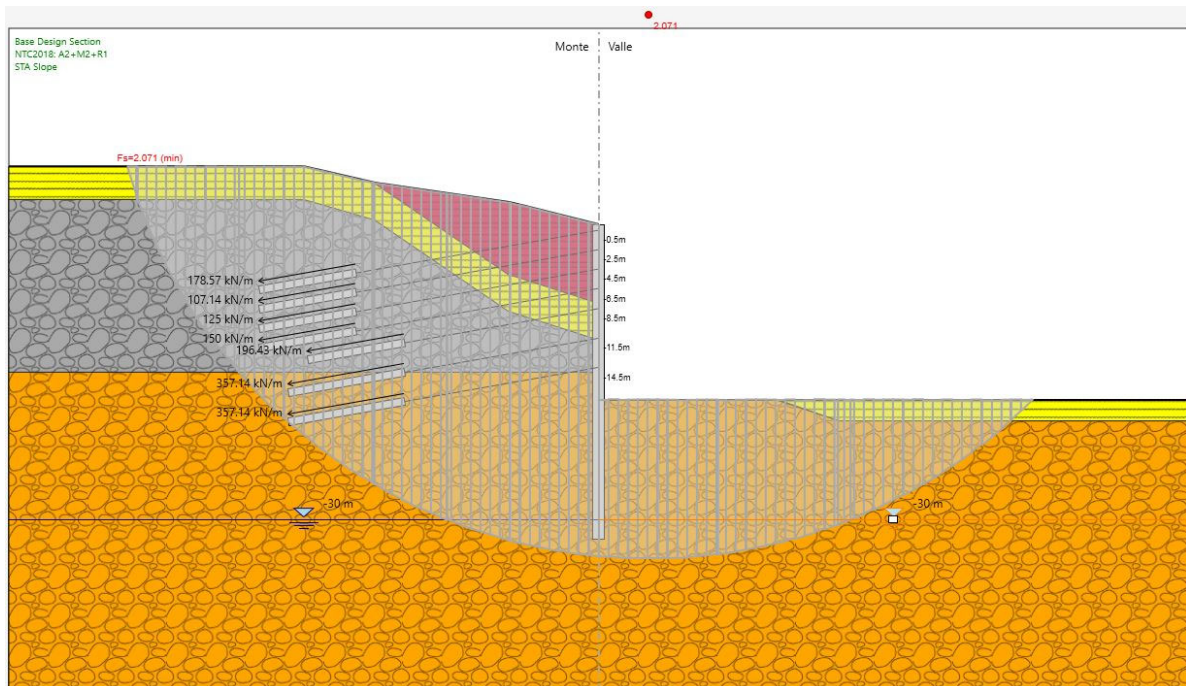 2.071
Base Design Section
NTC2018: A2+M2+R1
STA Slope
Monte
Valle
Fs=2.071 (min)
-0.5m
-2.5m
-4.5m
-6.5m
-8.5m
-11.5m
-14.5m
178.57 kN/m
107.14 kN/m
125 kN/m
150 kN/m
196.43 kN/m
357.14 kN/m
357.14 kN/m
-30 m
-30 m